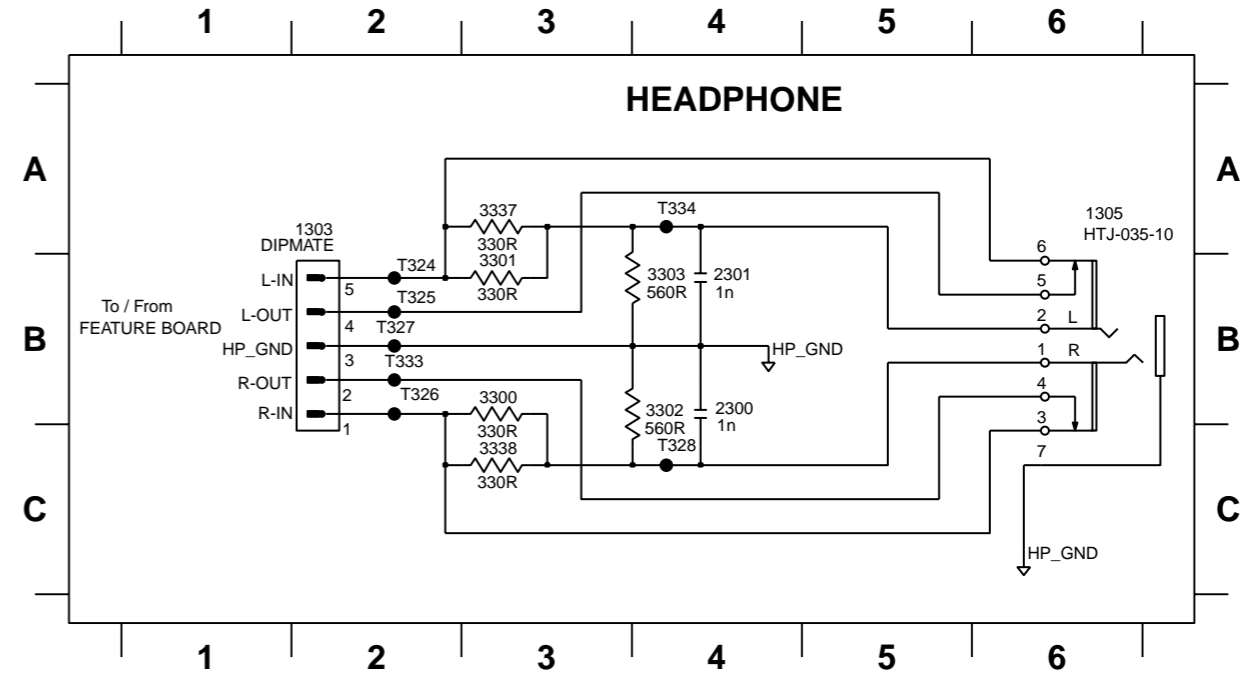 1 2 3 4 5 6
HEADPHONE
A A
3337
330R
T334
1303
DIPMATE
1305
HTJ-035-10
3301
330R
6
T324
L-IN
5
3303
560R
2301
1n
5
To / From
FEATURE BOARD
T325
L-OUT
4
2 L
B B
T327
HP_GND
3
HP_GND
1 R
T333
R-OUT
2
4
T326
R-IN
1
3300
330R
3302
560R
2300
1n
3
3338
330R
T328
7
C C
HP_GND
1 2 3 4 5 6